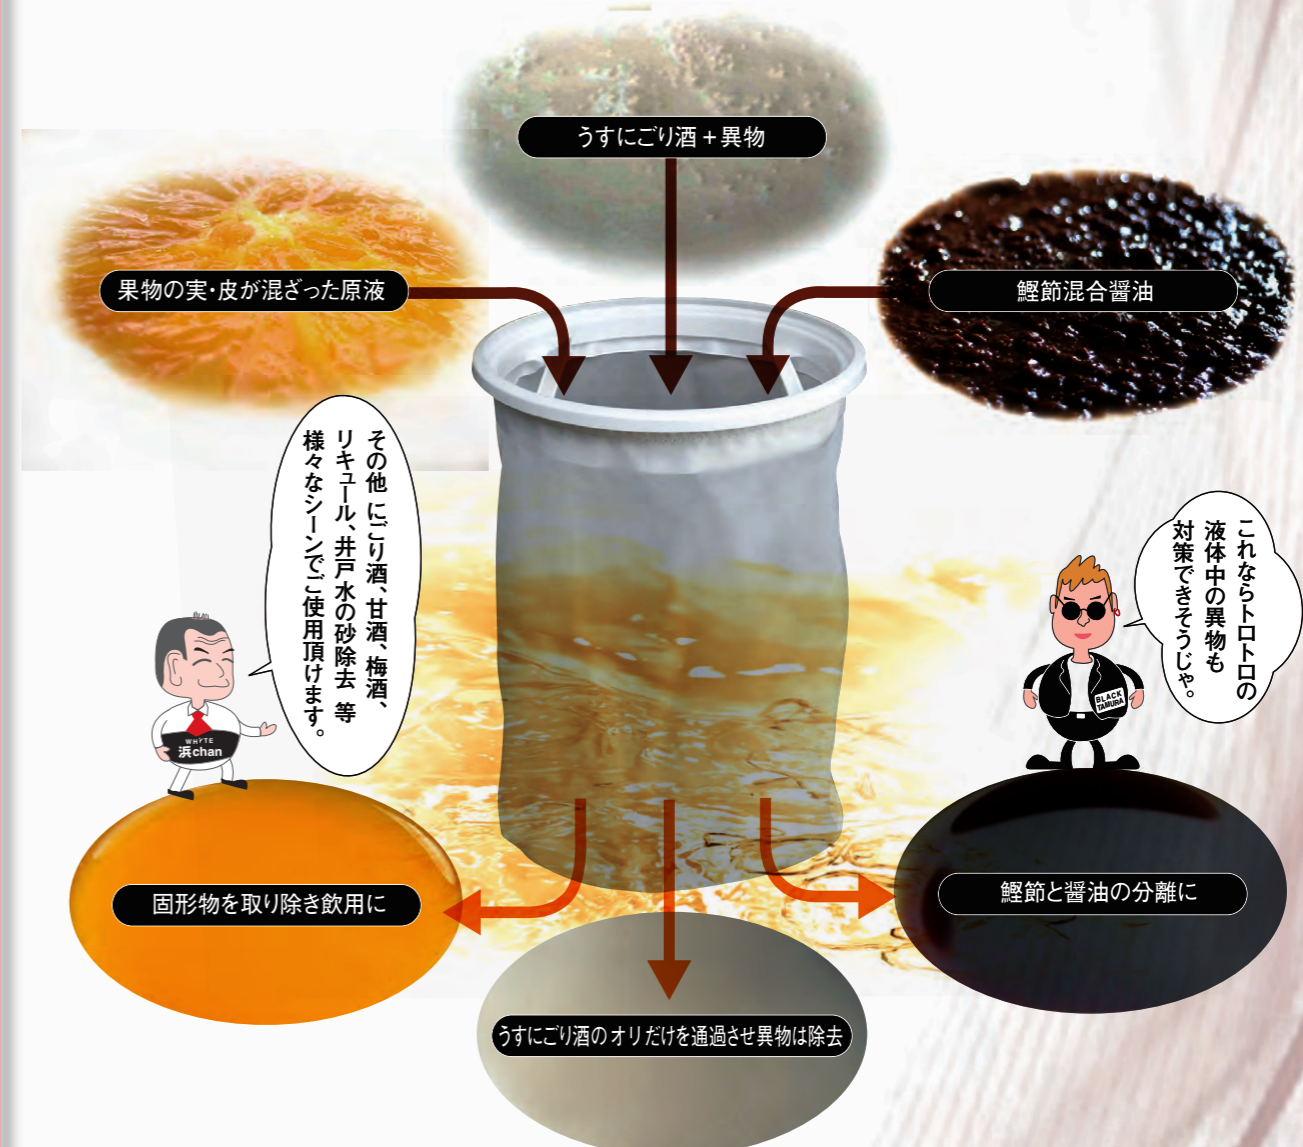 うすにごり酒＋異物
果物の実・皮が混ざった原液
鰹節混合醤油
その他 にごり酒、甘酒、梅酒、
リキュール、井戸水の砂除去 等
様々なシーンでご使用頂けます。
これならトロトロの
液体中の異物も
対策できそうじゃ。
WHYTE
浜chan
BLACK
TAMURA
固形物を取り除き飲用に
鰹節と醤油の分離に
うすにごり酒のオリだけを通過させ異物は除去